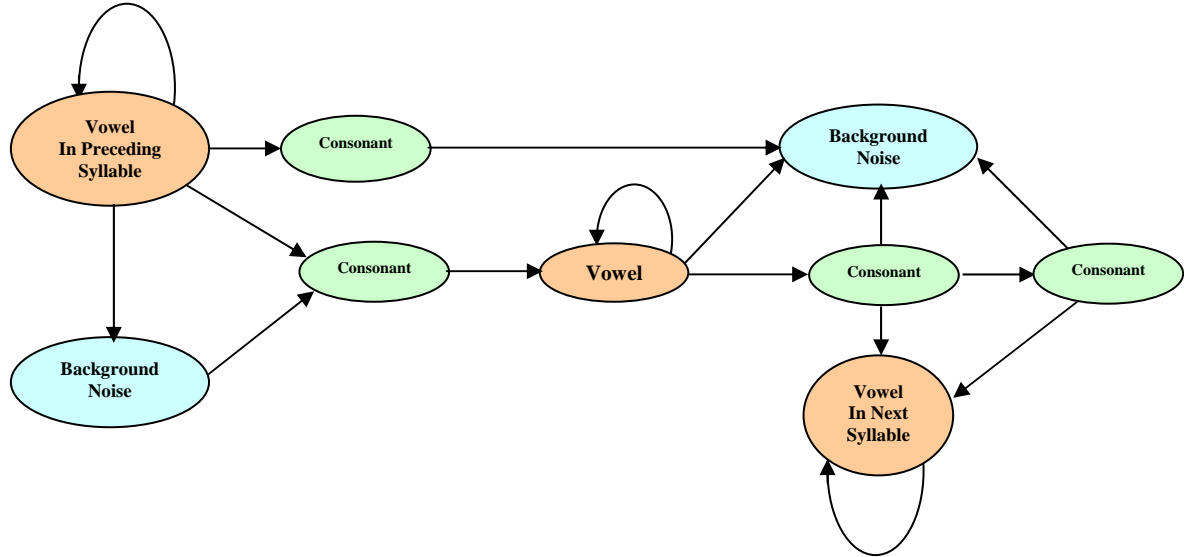 Vowel
In Preceding
Syllable
Consonant
Background
Noise
Consonant
Vowel
Consonant
Consonant
Background
Noise
Vowel
In Next
Syllable